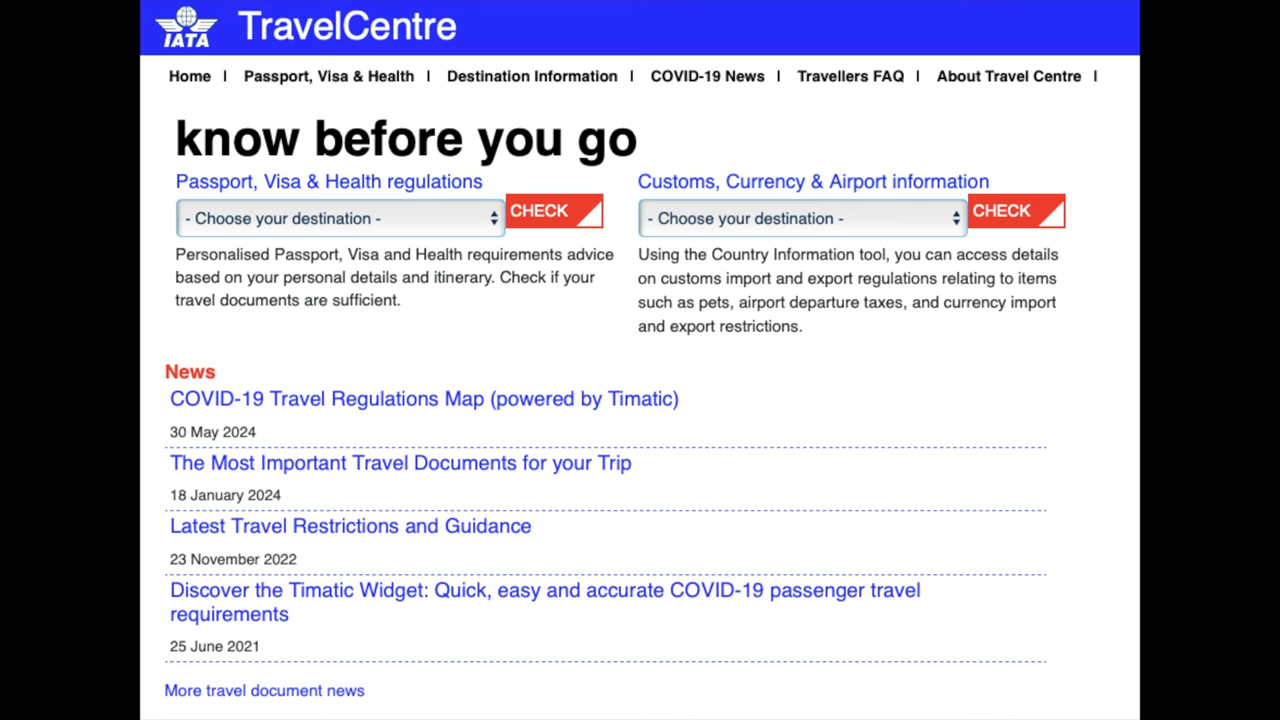 IATA
TravelCentre
Home | Passport, Visa & Health | Destination Information | COVID-19 News | Travellers FAQ | About Travel Centre |
know before you go
Passport, Visa & Health regulations
- Choose your destination -
CHECK
Personalised Passport, Visa and Health requirements advice
based on your personal details and itinerary. Check if your
travel documents are sufficient.
Customs, Currency & Airport information
- Choose your destination -
CHECK
Using the Country Information tool, you can access details
on customs import and export regulations relating to items
such as pets, airport departure taxes, and currency import
and export restrictions.
News
COVID-19 Travel Regulations Map (powered by Timatic)
30 May 2024
The Most Important Travel Documents for your Trip
18 January 2024
Latest Travel Restrictions and Guidance
23 November 2022
Discover the Timatic Widget: Quick, easy and accurate COVID-19 passenger travel
requirements
25 June 2021
More travel document news